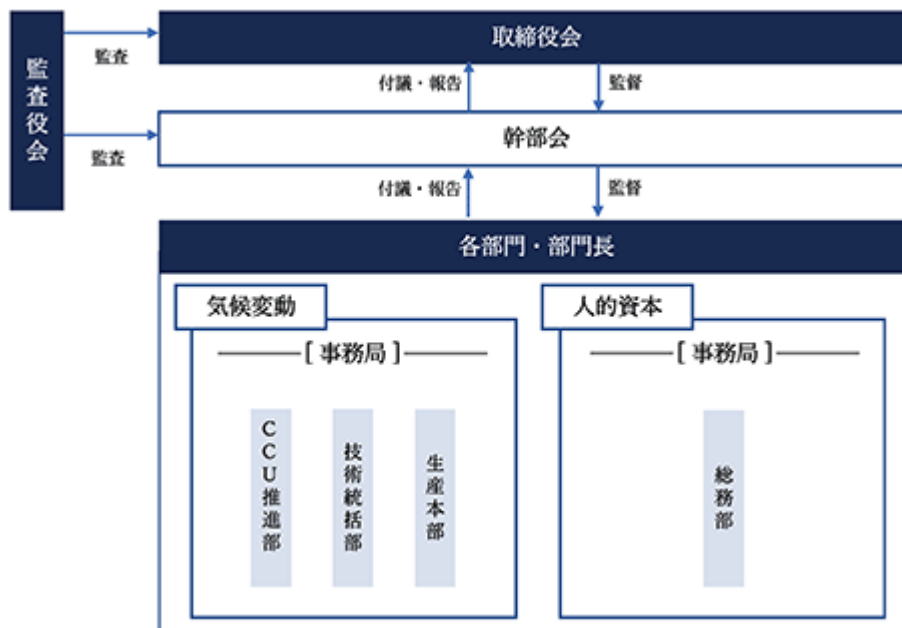 監査役会
監査
取締役会
付議・報告
監督
監査
幹部会
付議・報告
監督
各部門・部門長
気候変動
[ 事務局 ]
CCU推進部
技術統括部
生産本部
人的資本
[ 事務局 ]
総務部